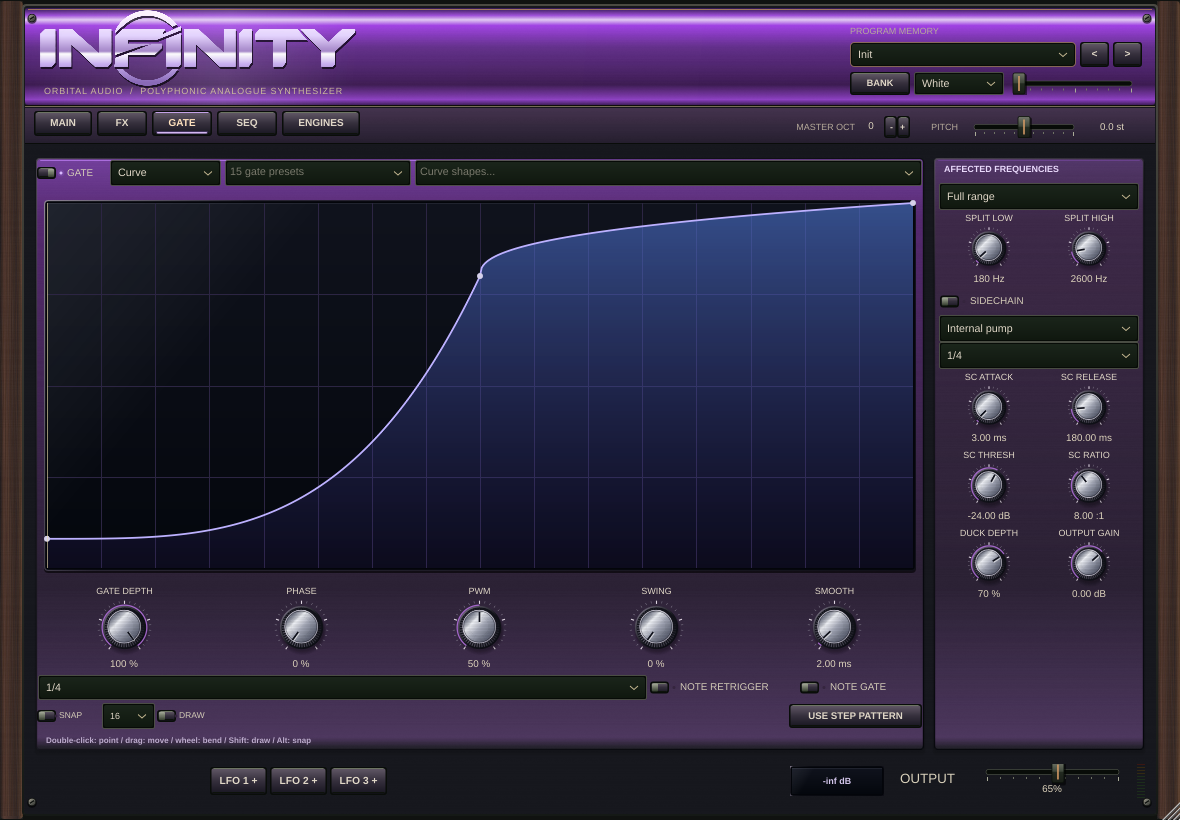 INFINITY
ORBITAL AUDIO / POLYPHONIC ANALOGUE SYNTHESIZER
PROGRAM MEMORY
Init
< >
BANK White
MAIN FX GATE SEQ ENGINES
MASTER OCT 0 - + PITCH 0.0 st
GATE Curve 15 gate presets Curve shapes...
AFFECTED FREQUENCIES
Full range
SPLIT LOW SPLIT HIGH
180 Hz 2600 Hz
SIDECHAIN
Internal pump
1/4
SC ATTACK SC RELEASE
3.00 ms 180.00 ms
SC THRESH SC RATIO
-24.00 dB 8.00 :1
DUCK DEPTH OUTPUT GAIN
70 % 0.00 dB
GATE DEPTH PHASE PWM SWING SMOOTH
100 % 0 % 50 % 0 % 2.00 ms
1/4 NOTE RETRIGGER NOTE GATE
SNAP 16 DRAW USE STEP PATTERN
Double-click: point / drag: move / wheel: bend / Shift: draw / Alt: snap
LFO 1 + LFO 2 + LFO 3 + -inf dB OUTPUT
65%